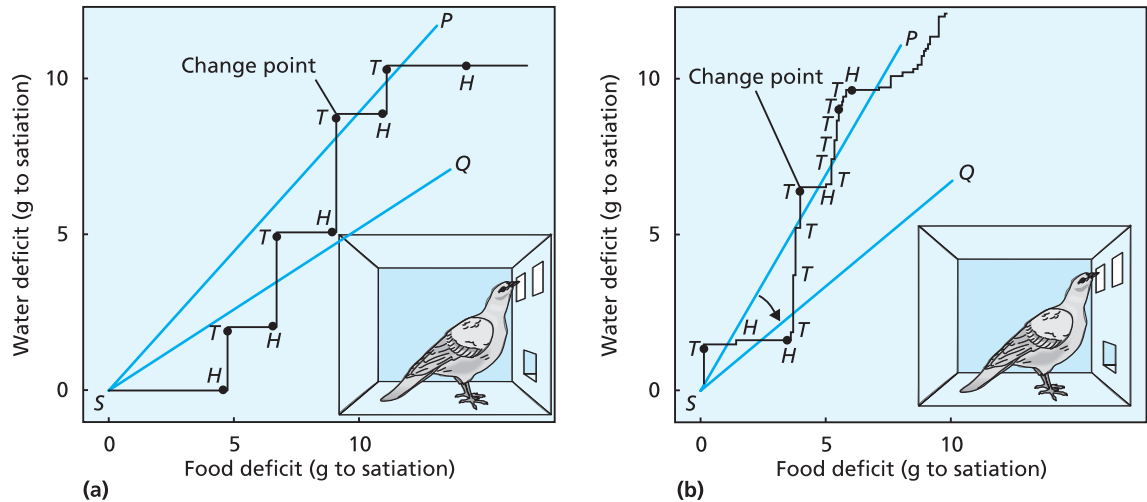 P
Change point
T
H
10
T
H
Q
H
5
T
T
H
H
0
S
0
5
10
Water deficit (g to satiation)
Food deficit (g to satiation)
(a)
P
Change point
H
T
10
T
T
T
T
T
Q
T
H
5
T
T
H
T
T
H
0
S
0
5
10
Water deficit (g to satiation)
Food deficit (g to satiation)
(b)